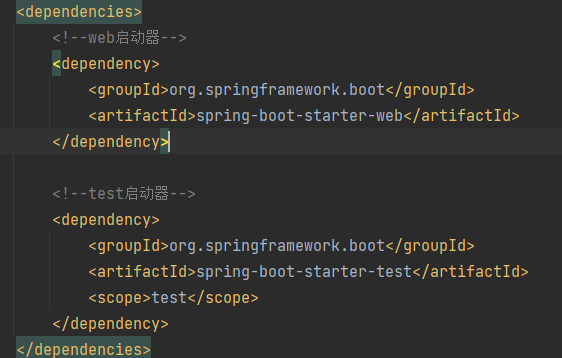 <dependencies>
<!--web启动器-->
<dependency>
<groupId>org.springframework.boot</groupId>
<artifactId>spring-boot-starter-web</artifactId>
</dependency>
<!--test启动器-->
<dependency>
<groupId>org.springframework.boot</groupId>
<artifactId>spring-boot-starter-test</artifactId>
<scope>test</scope>
</dependency>
</dependencies>